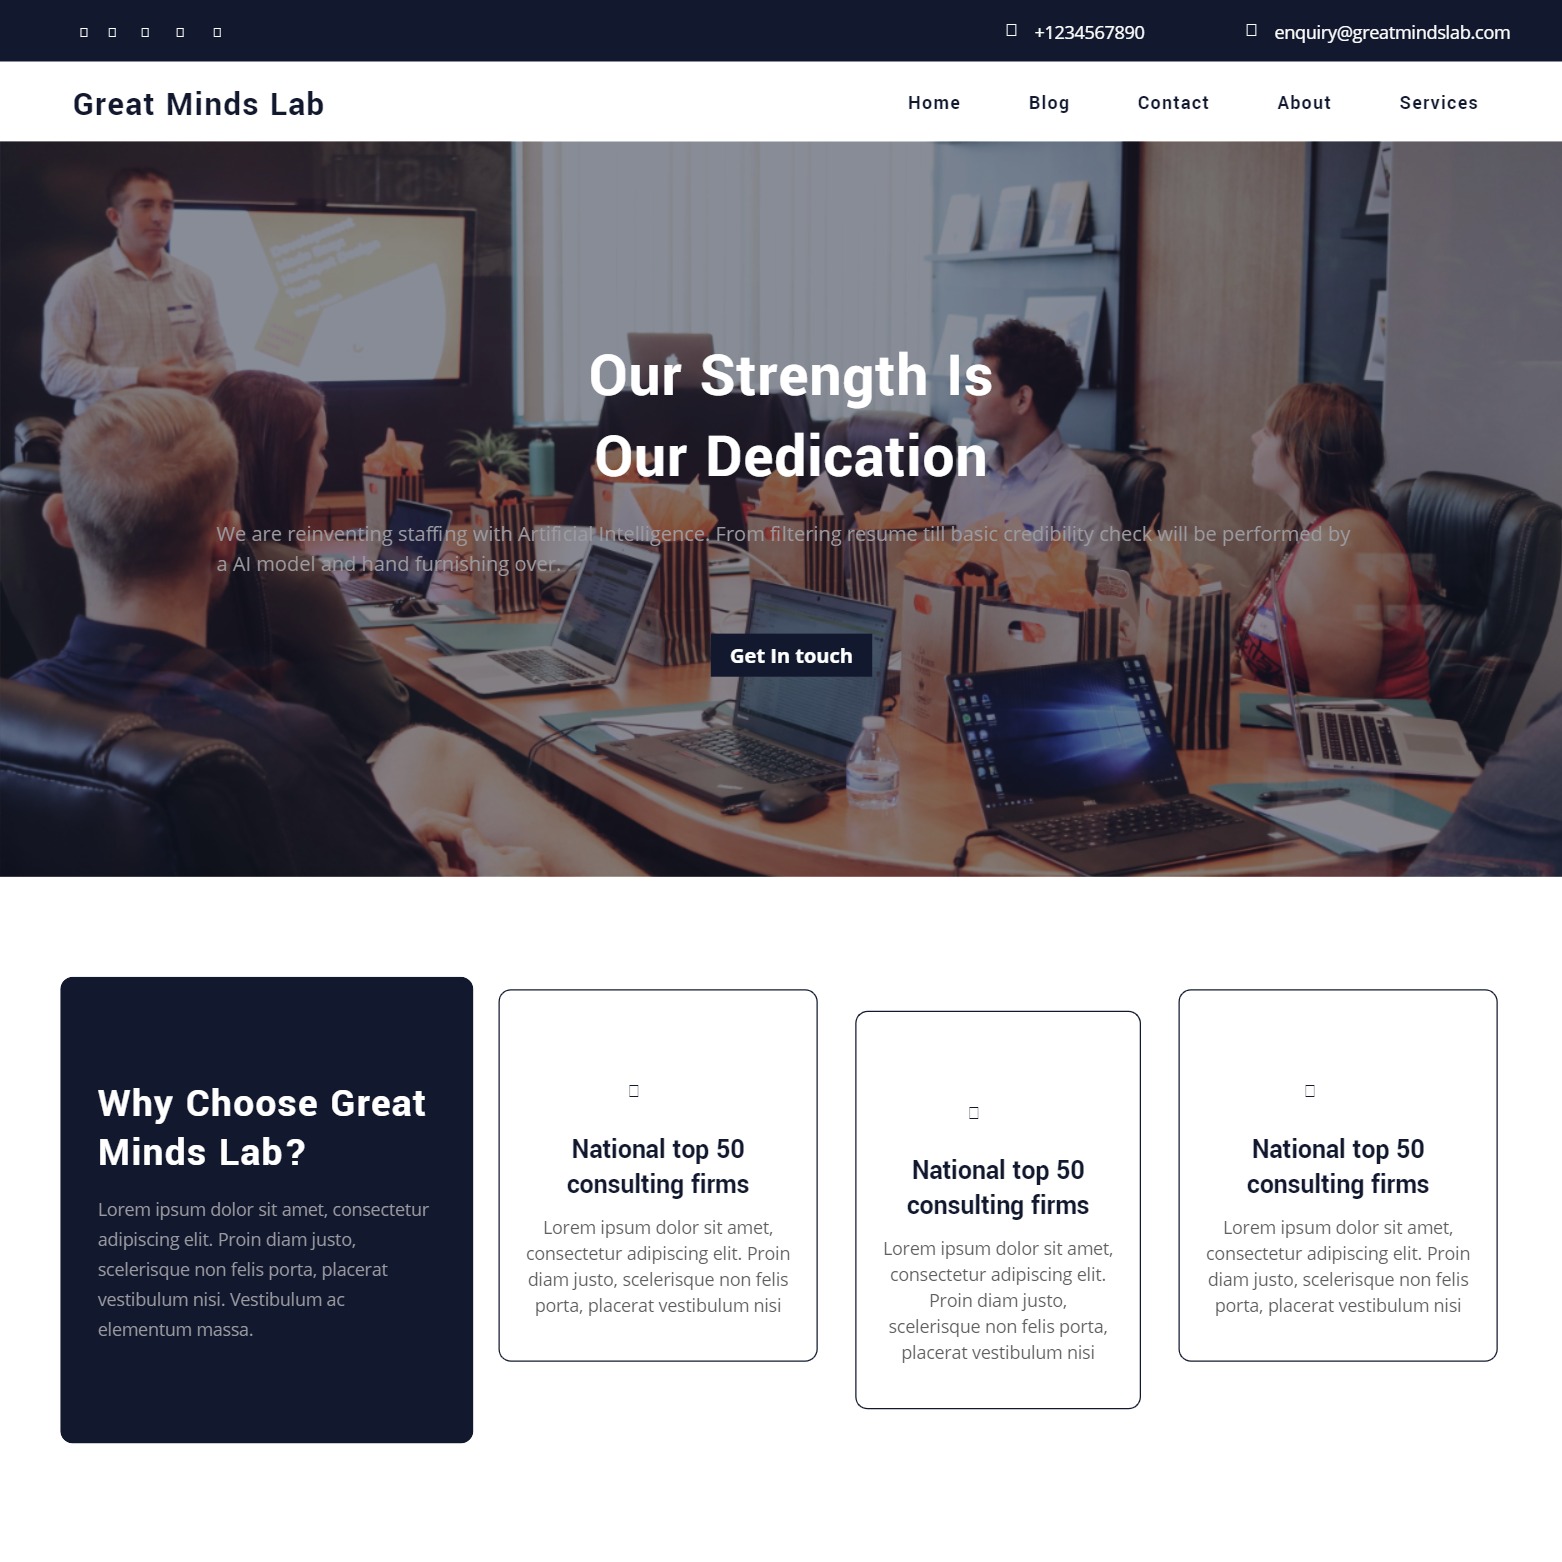 +1234567890 enquiry@greatmindslab.com
Great Minds Lab Home Blog Contact About Services
Our Strength Is
Our Dedication
We are reinventing staffing with Artificial Intelligence. From filtering resume till basic credibility check will be performed by
a AI model and hand furnishing over.
Get In touch
Why Choose Great
Minds Lab?
Lorem ipsum dolor sit amet, consectetur
adipiscing elit. Proin diam justo,
scelerisque non felis porta, placerat
vestibulum nisi. Vestibulum ac
elementum massa.
National top 50
consulting firms
Lorem ipsum dolor sit amet,
consectetur adipiscing elit. Proin
diam justo, scelerisque non felis
porta, placerat vestibulum nisi
National top 50
consulting firms
Lorem ipsum dolor sit amet,
consectetur adipiscing elit.
Proin diam justo,
scelerisque non felis porta,
placerat vestibulum nisi
National top 50
consulting firms
Lorem ipsum dolor sit amet,
consectetur adipiscing elit. Proin
diam justo, scelerisque non felis
porta, placerat vestibulum nisi